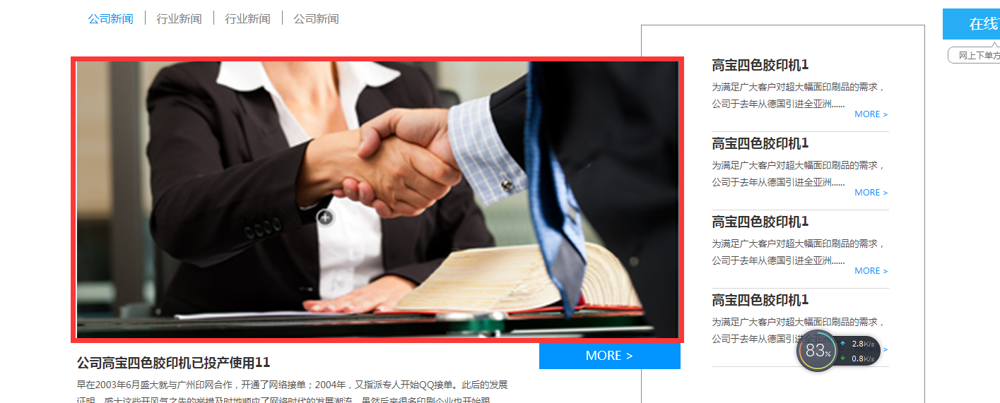 公司新闻 行业新闻 行业新闻 公司新闻
在线
网上下单方
高宝四色胶印机1
为满足广大客户对超大幅面印刷品的需求，
公司于去年从德国引进全亚洲......
MORE >
高宝四色胶印机1
为满足广大客户对超大幅面印刷品的需求，
公司于去年从德国引进全亚洲......
MORE >
高宝四色胶印机1
为满足广大客户对超大幅面印刷品的需求，
公司于去年从德国引进全亚洲......
MORE >
高宝四色胶印机1
为满足广大客户对超大幅面印刷品的需求，
公司于去年从德国引进全亚洲
>
83%
2.8K/s
0.8K/s
MORE >
公司高宝四色胶印机已投产使用11
早在2003年6月盛大就与广州印网合作，开通了网络接单；2004年，又指派专人开始QQ接单。此后的发展
证明，盛大这些开风气之先的举措及时地顺应了网络时代的发展潮流，虽然后来很多印刷企业也开始跟